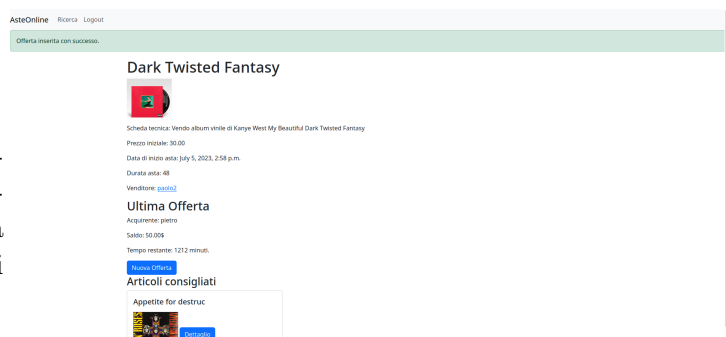 AsteOnline Ricerca Logout
Offerta inserita con successo.
Dark Twisted Fantasy
Scheda tecnica: Vendo album vinile di Kanye West My Beautiful Dark Twisted Fantasy
Prezzo iniziale: 30.00
Data di inizio asta: July 5, 2023, 2:58 p.m.
Durata asta: 48
Venditore: paolo2
Ultima Offerta
Acquirente: pietro
Saldo: 50.00$
Tempo restante: 1212 minuti.
Nuova Offerta
Articoli consigliati
Appetite for destruc
Dettaglio